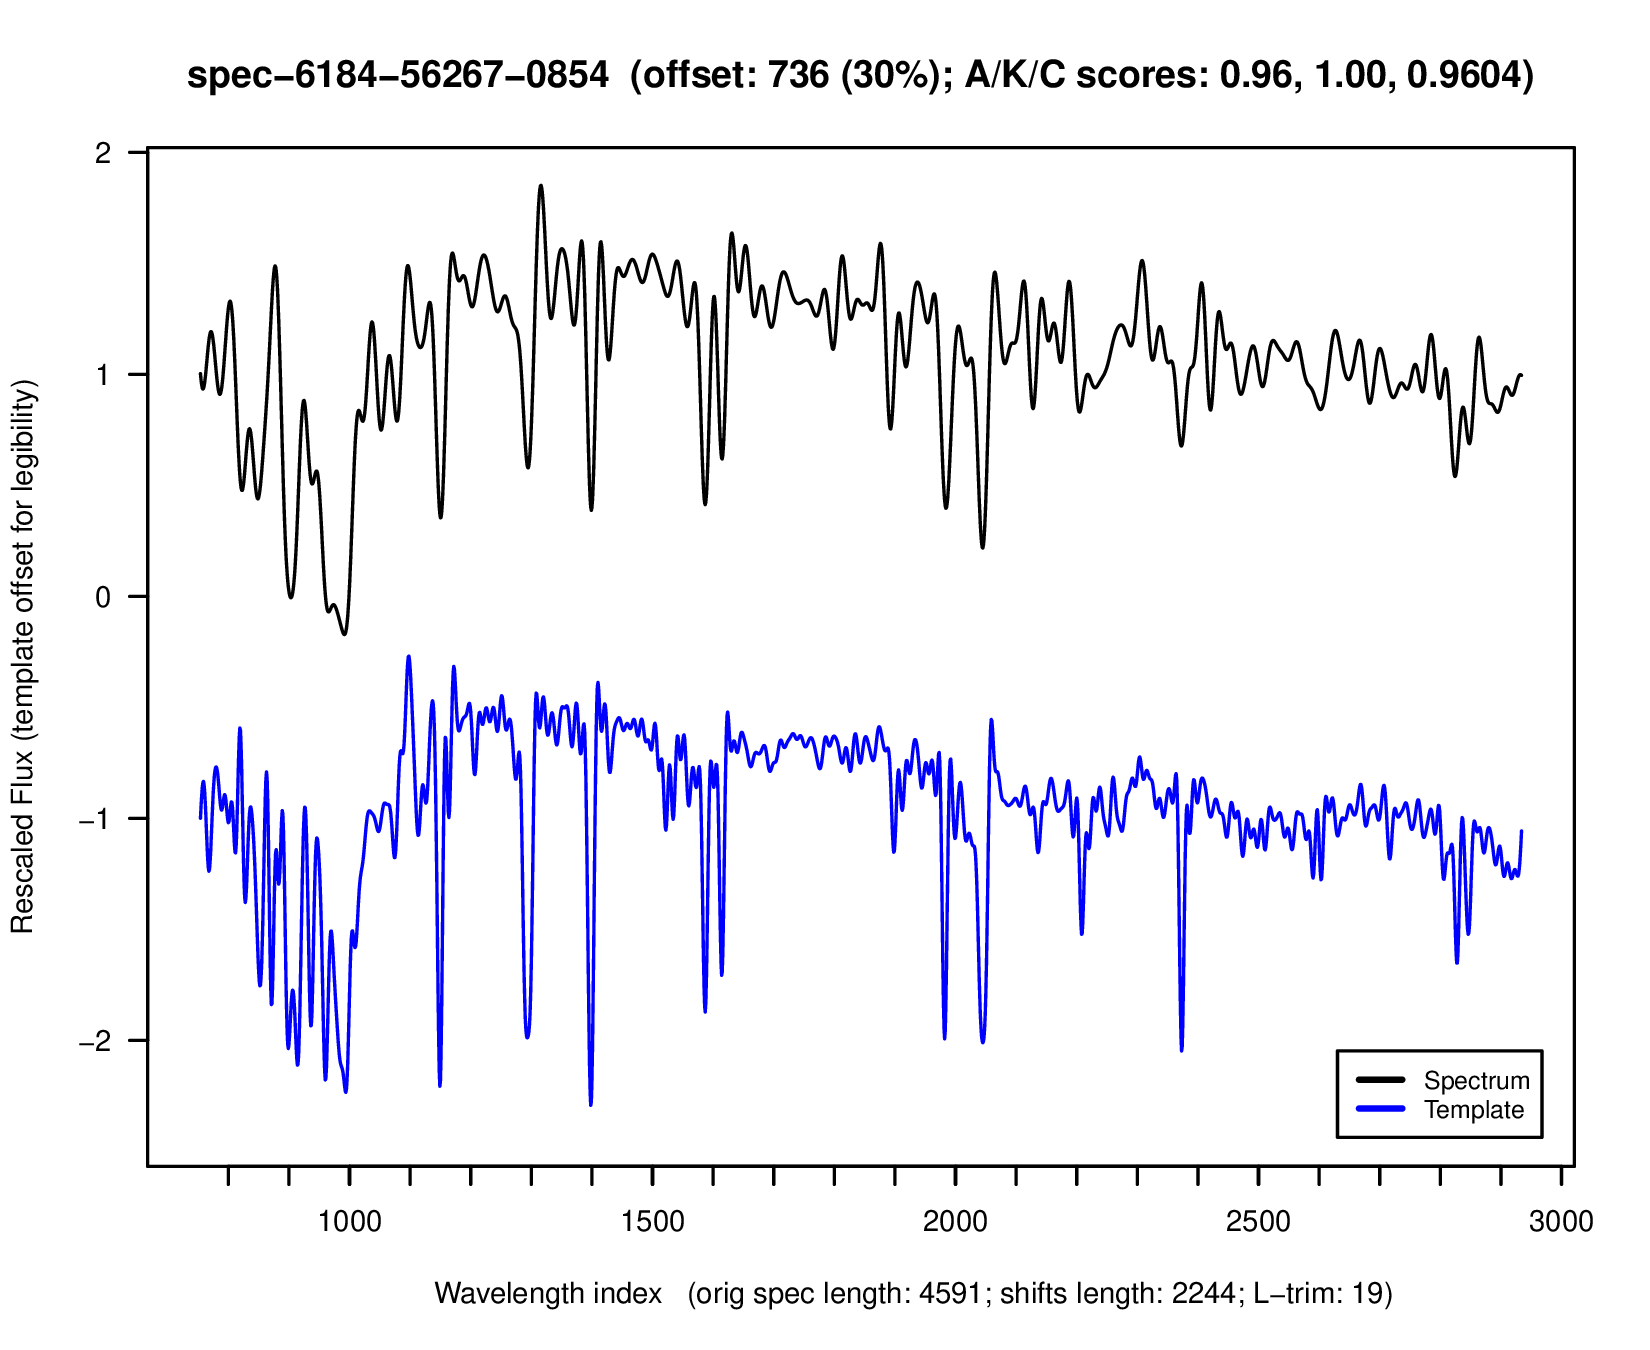 spec−6184−56267−0854 (offset: 736 (30%); A/K/C scores: 0.96, 1.00, 0.9604)
Rescaled Flux (template offset for legibility)
2
1
0
−1
−2
Spectrum
Template
1000 1500 2000 2500 3000
Wavelength index (orig spec length: 4591; shifts length: 2244; L−trim: 19)